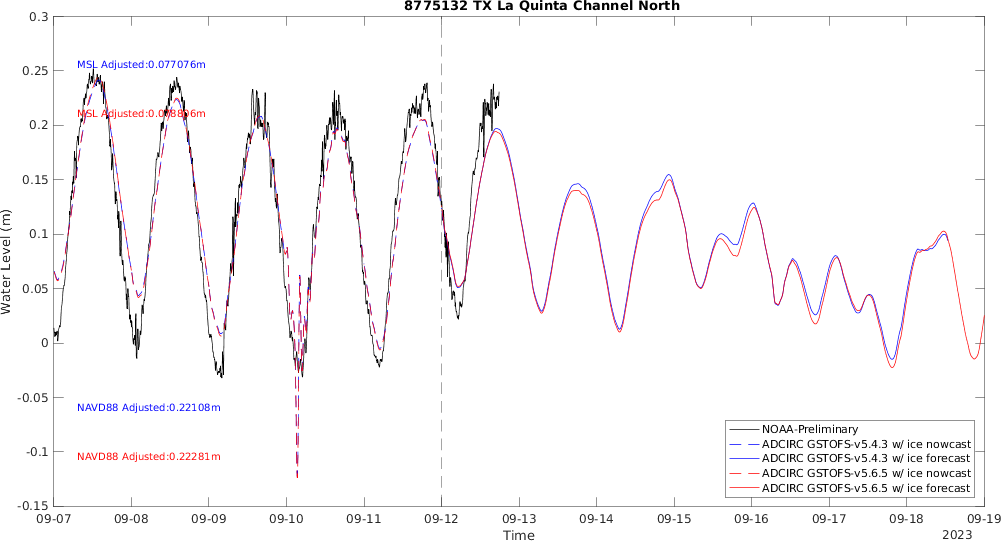 8775132 TX La Quinta Channel North
0.3
0.25
0.2
0.15
0.1
0.05
0
-0.05
-0.1
-0.15
Water Level (m)
MSL Adjusted:0.077076m
NAVD88 Adjusted:0.22108m
NAVD88 Adjusted:0.22281m
NOAA-Preliminary
ADCIRC GSTOFS-v5.4.3 w/ ice nowcast
ADCIRC GSTOFS-v5.4.3 w/ ice forecast
ADCIRC GSTOFS-v5.6.5 w/ ice nowcast
ADCIRC GSTOFS-v5.6.5 w/ ice forecast
09-07 09-08 09-09 09-10 09-11 09-12 09-13 09-14 09-15 09-16 09-17 09-18 09-19
Time
2023